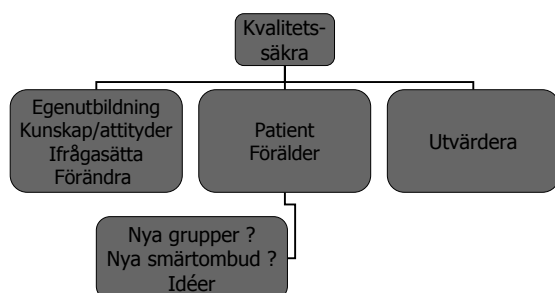 Kvalitets-
säkra
Egenutbildning
Kunskap/attityder
Ifrågasätta
Förändra
Patient
Förälder
Utvärdera
Nya grupper ?
Nya smärtombud ?
Idéer